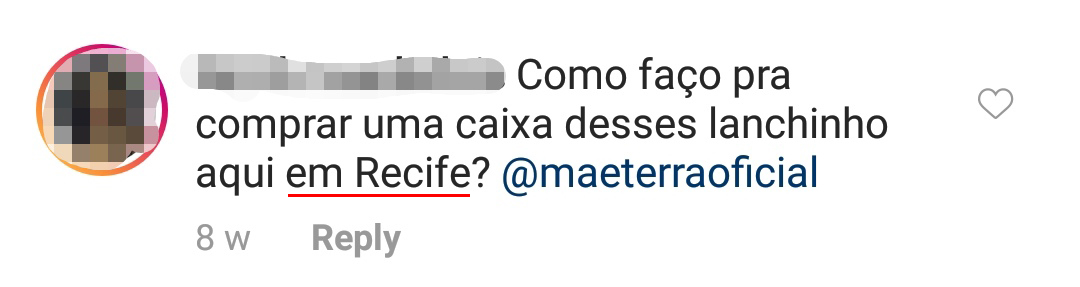 Como faço pra
comprar uma caixa desses lanchinho
aqui em Recife? @maeterraoficial
8 w Reply